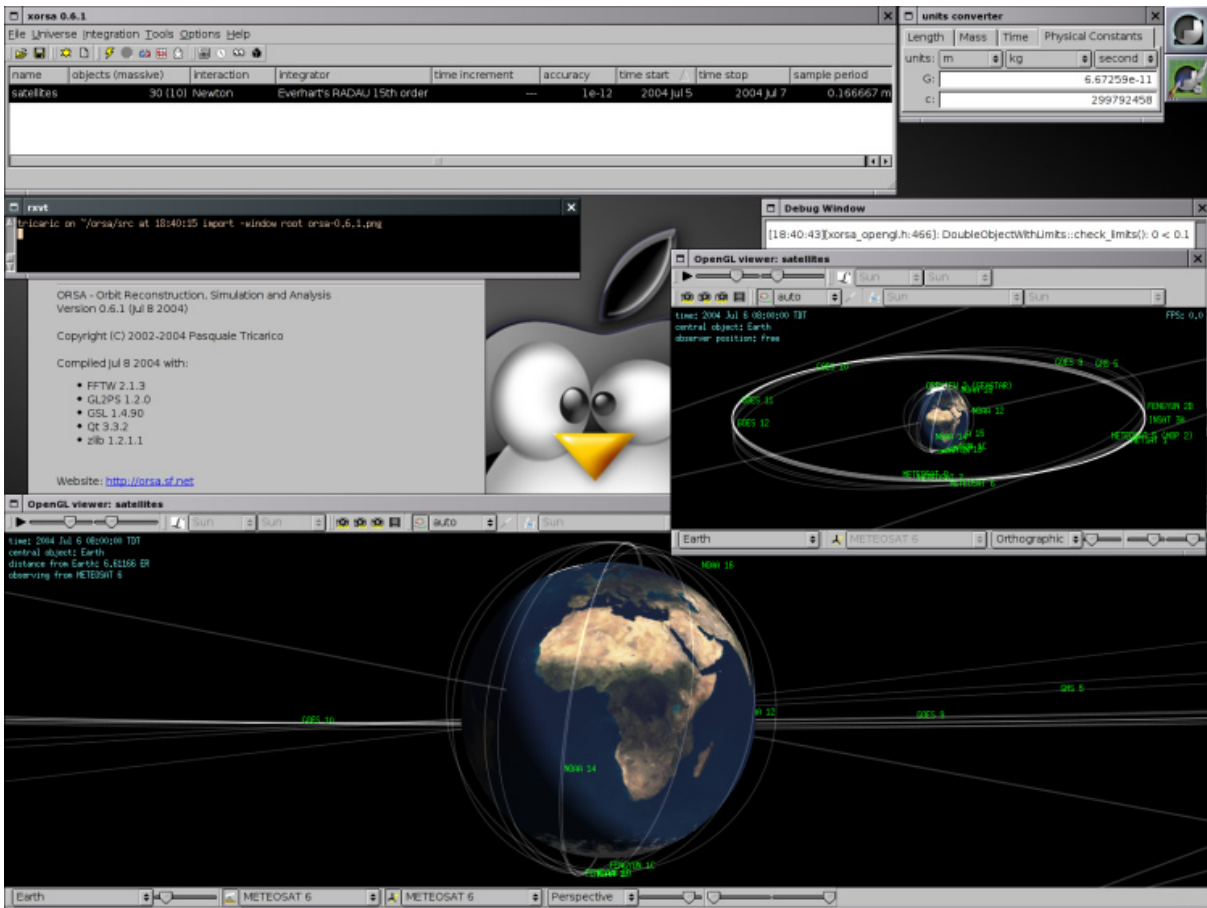 xorsa 0.6.1
File Universe Integration Tools Options Help
name objects (massive) interaction integrator time increment accuracy time start time stop sample period
satellites 30 (10) Newton Everhart's RADAU 15th order --- 1e-12 2004 Jul 5 2004 Jul 7 0.166667 m
units converter
Length Mass Time Physical Constants
units: m kg second
G: 6.67259e-11
c: 299792458
rxvt
tricaric on ~/orsa/src at 18:40:15 import -window root orsa-0.6.1.png
ORSA - Orbit Reconstruction, Simulation and Analysis
Version 0.6.1 (Jul 8 2004)
Copyright (C) 2002-2004 Pasquale Tricarico
Compiled Jul 8 2004 with:
• FFTW 2.1.3
• GL2PS 1.2.0
• GSL 1.4.90
• Qt 3.3.2
• zlib 1.2.1.1
Website: http://orsa.sf.net
Debug Window
[18:40:43][xorsa_opengl.h:466]: DoubleObjectWithLimits::check_limits(): 0 < 0.1
OpenGL viewer: satellites
Sun Sun
auto Sun Sun
time: 2004 Jul 6 08:00:00 TDT
central object: Earth
observer position: free
FPS: 0.0
GOES 10
GOES 9
GMS 5
GOES 11
GOES 12
NOAA 12
FENGYUN 2B
INSAT 3A
METEOSAT 6
Earth METEOSAT 6 Orthographic
OpenGL viewer: satellites
Sun Sun auto Sun
time: 2004 Jul 6 08:00:00 TDT
central object: Earth
distance from Earth: 6.61166 ER
observing from METEOSAT 6
NOAA 16
GMS 5
GOES 10
AA 12
GOES 9
NOAA 14
FENGYUN 1C
Earth METEOSAT 6 METEOSAT 6 Perspective